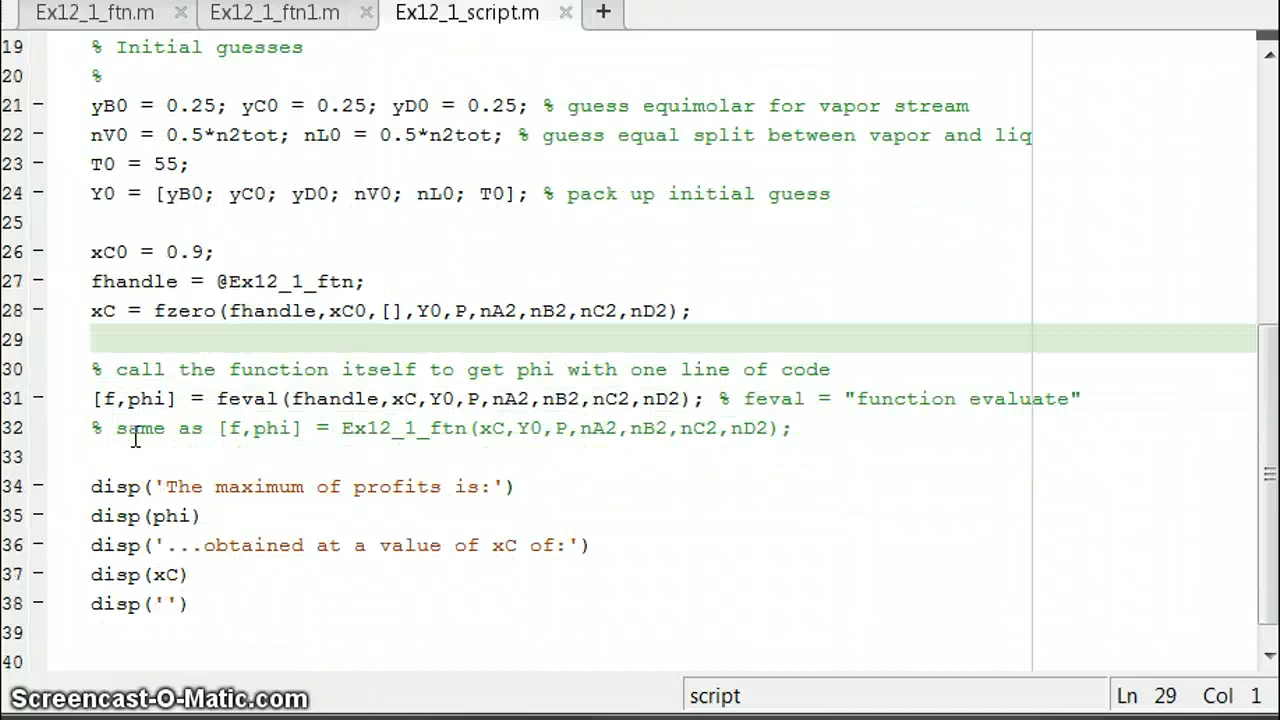 Ex12_1_ftn.m × Ex12_1_ftn1.m × Ex12_1_script.m × +
19 % Initial guesses
20 %
21 − yB0 = 0.25; yC0 = 0.25; yD0 = 0.25; % guess equimolar for vapor stream
22 − nV0 = 0.5*n2tot; nL0 = 0.5*n2tot; % guess equal split between vapor and liq
23 − T0 = 55;
24 − Y0 = [yB0; yC0; yD0; nV0; nL0; T0]; % pack up initial guess
25
26 − xC0 = 0.9;
27 − fhandle = @Ex12_1_ftn;
28 − xC = fzero(fhandle,xC0,[],Y0,P,nA2,nB2,nC2,nD2);
29
30 % call the function itself to get phi with one line of code
31 − [f,phi] = feval(fhandle,xC,Y0,P,nA2,nB2,nC2,nD2); % feval = "function evaluate"
32 % same as [f,phi] = Ex12_1_ftn(xC,Y0,P,nA2,nB2,nC2,nD2);
33
34 − disp('The maximum of profits is:')
35 − disp(phi)
36 − disp('...obtained at a value of xC of:')
37 − disp(xC)
38 − disp('')
39
40
Screencast-O-Matic.com script Ln 29 Col 1